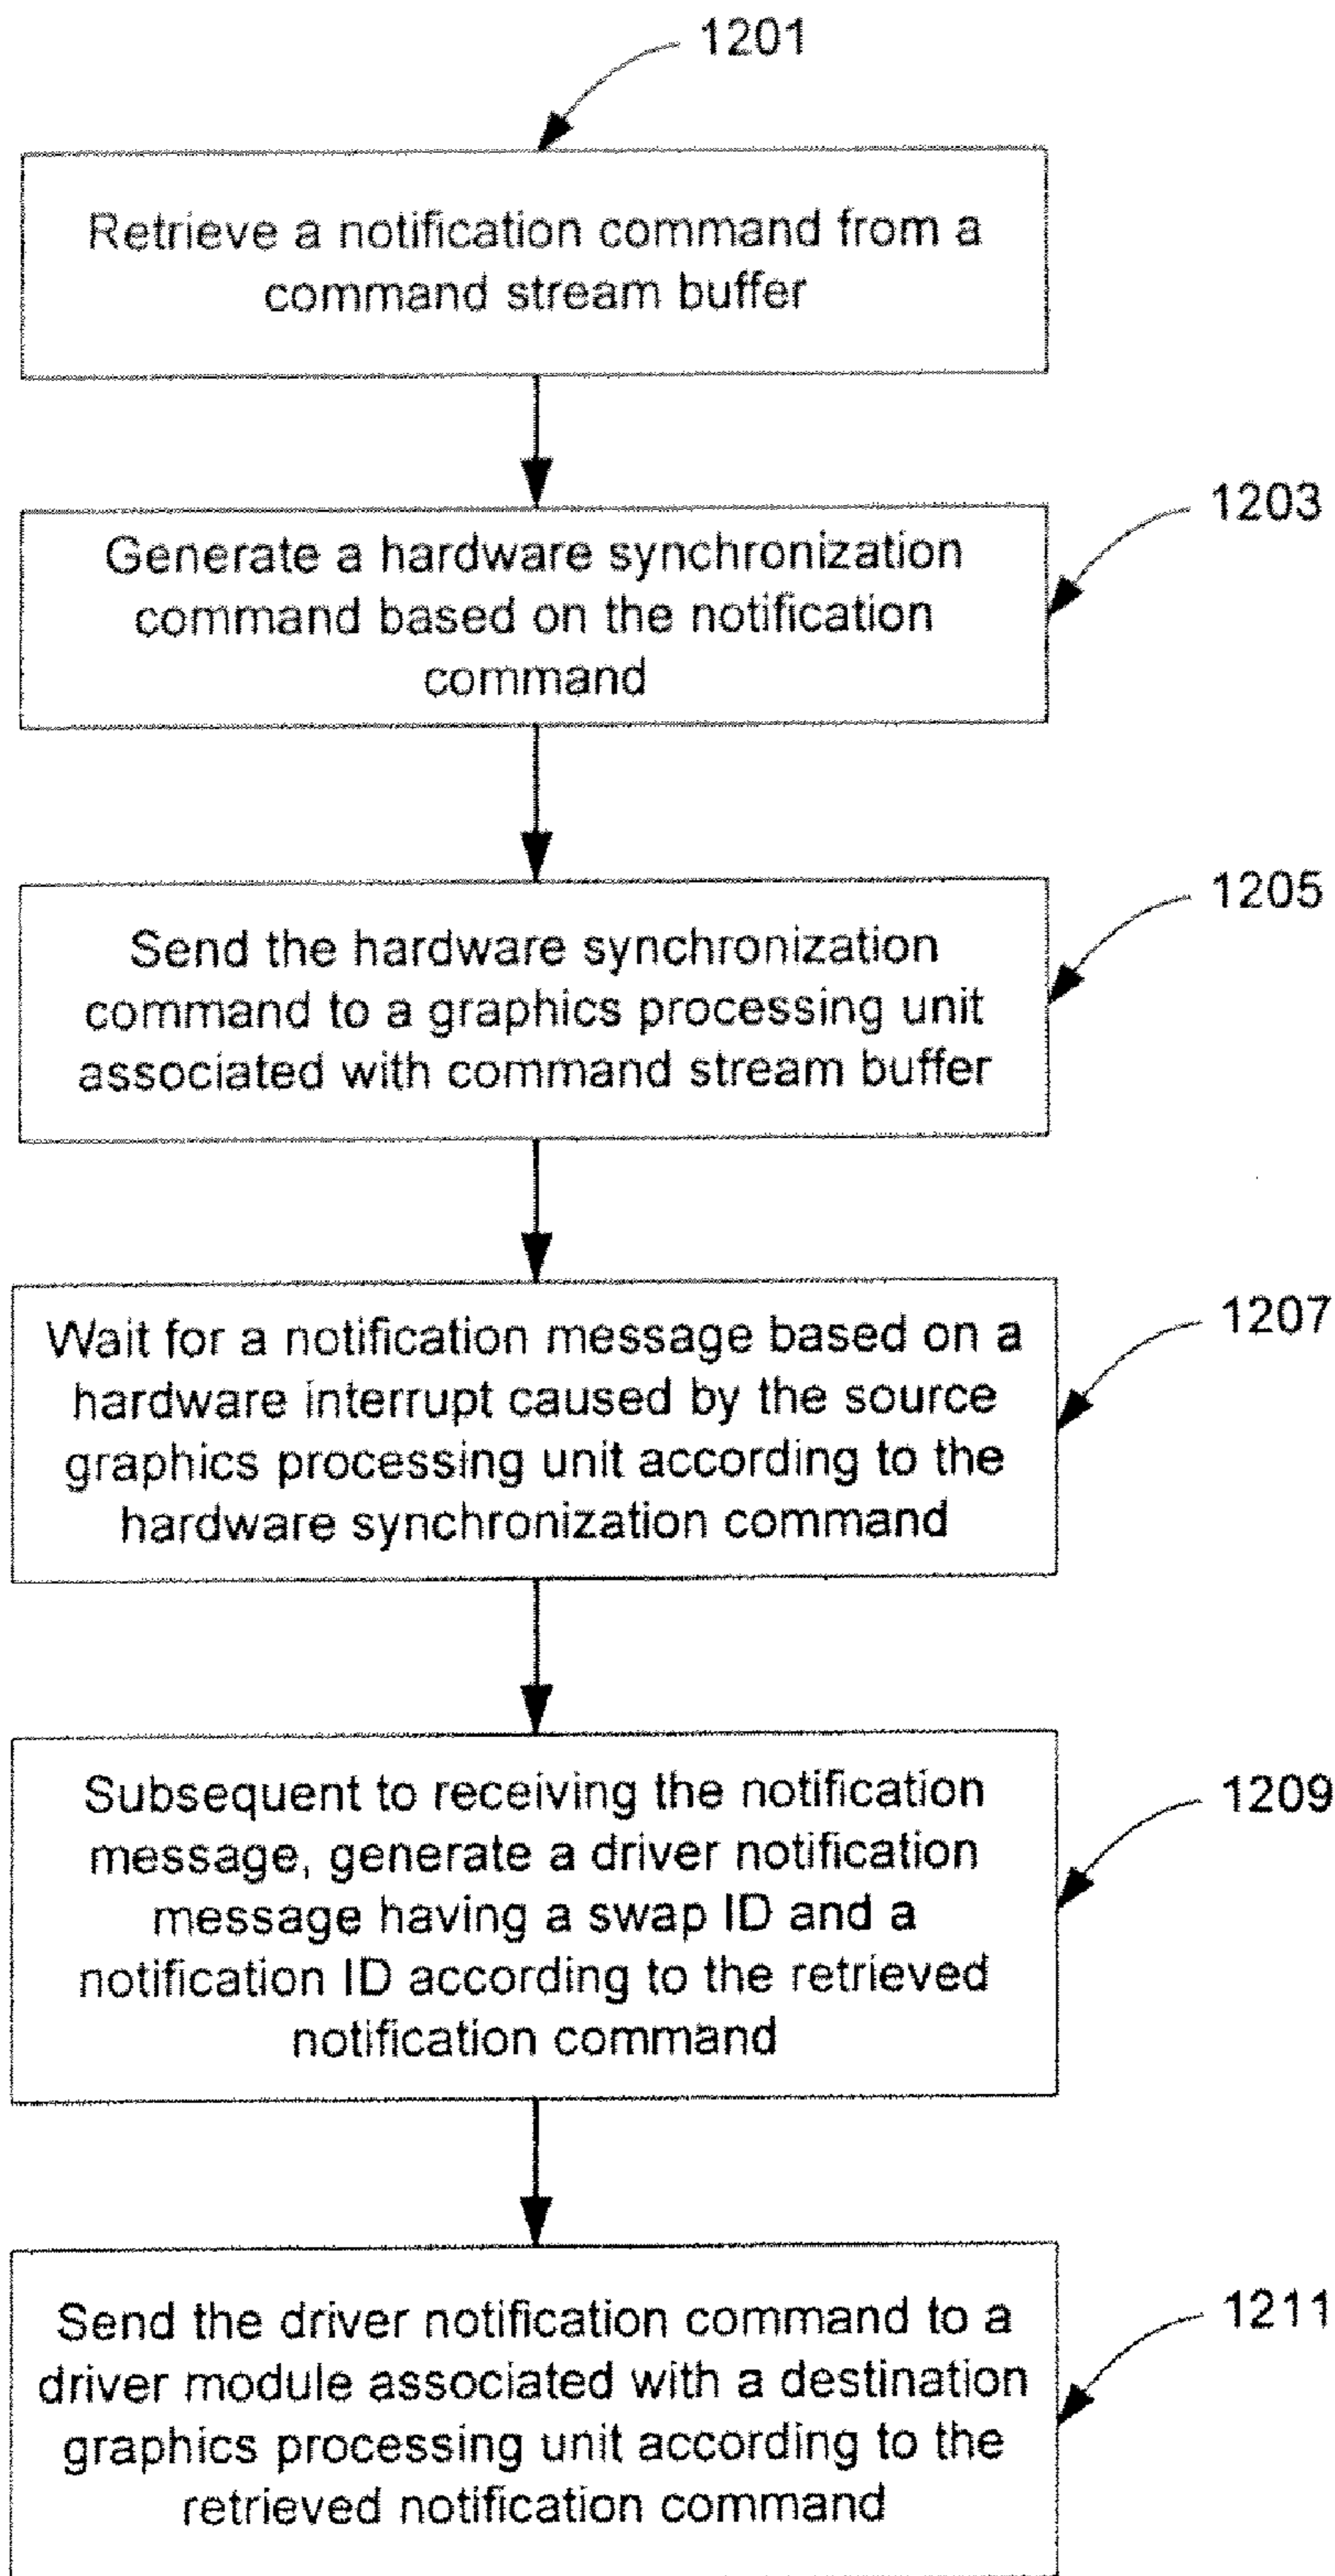 1201
Retrieve a notification command from a
command stream buffer
1203
Generate a hardware synchronization
command based on the notification
command
1205
Send the hardware synchronization
command to a graphics processing unit
associated with command stream buffer
1207
Wait for a notification message based on a
hardware interrupt caused by the source
graphics processing unit according to the
hardware synchronization command
1209
Subsequent to receiving the notification
message, generate a driver notification
message having a swap ID and a
notification ID according to the retrieved
notification command
1211
Send the driver notification command to a
driver module associated with a destination
graphics processing unit according to the
retrieved notification command